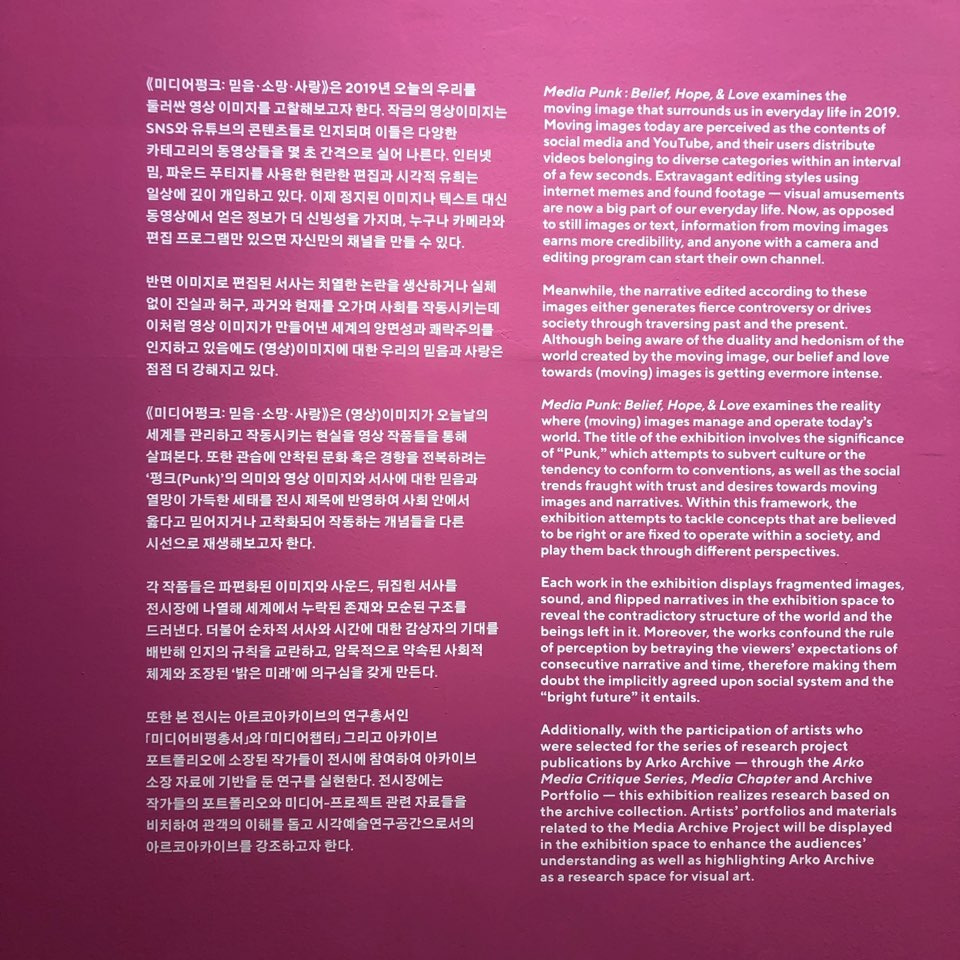 《미디어펑크: 믿음·소망·사랑》은 2019년 오늘의 우리를
둘러싼 영상 이미지를 고찰해보고자 한다. 작금의 영상이미지는
SNS와 유튜브의 콘텐츠들로 인지되며 이들은 다양한
카테고리의 동영상들을 몇 초 간격으로 실어 나른다. 인터넷
밈, 파운드 푸티지를 사용한 현란한 편집과 시각적 유희는
일상에 깊이 개입하고 있다. 이제 정지된 이미지나 텍스트 대신
동영상에서 얻은 정보가 더 신빙성을 가지며, 누구나 카메라와
편집 프로그램만 있으면 자신만의 채널을 만들 수 있다.
반면 이미지로 편집된 서사는 치열한 논란을 생산하거나 실체
없이 진실과 허구, 과거와 현재를 오가며 사회를 작동시키는데
이처럼 영상 이미지가 만들어낸 세계의 양면성과 쾌락주의를
인지하고 있음에도 (영상)이미지에 대한 우리의 믿음과 사랑은
점점 더 강해지고 있다.
《미디어펑크: 믿음·소망·사랑》은 (영상)이미지가 오늘날의
세계를 관리하고 작동시키는 현실을 영상 작품들을 통해
살펴본다. 또한 관습에 안착된 문화 혹은 경향을 전복하려는
‘펑크(Punk)’의 의미와 영상 이미지와 서사에 대한 믿음과
열망이 가득한 세태를 전시 제목에 반영하여 사회 안에서
옳다고 믿어지거나 고착화되어 작동하는 개념들을 다른
시선으로 재생해보고자 한다.
각 작품들은 파편화된 이미지와 사운드, 뒤집힌 서사를
전시장에 나열해 세계에서 누락된 존재와 모순된 구조를
드러낸다. 더불어 순차적 서사와 시간에 대한 감상자의 기대를
배반해 인지의 규칙을 교란하고, 암묵적으로 약속된 사회적
체계와 조장된 ‘밝은 미래’에 의구심을 갖게 만든다.
또한 본 전시는 아르코아카이브의 연구총서인
「미디어비평총서」와 「미디어챕터」 그리고 아카이브
포트폴리오에 소장된 작가들이 전시에 참여하여 아카이브
소장 자료에 기반을 둔 연구를 실현한다. 전시장에는
작가들의 포트폴리오와 미디어-프로젝트 관련 자료들을
비치하여 관객의 이해를 돕고 시각예술연구공간으로서의
아르코아카이브를 강조하고자 한다.
Media Punk : Belief, Hope, & Love examines the
moving image that surrounds us in everyday life in 2019.
Moving images today are perceived as the contents of
social media and YouTube, and their users distribute
videos belonging to diverse categories within an interval
of a few seconds. Extravagant editing styles using
internet memes and found footage — visual amusements
are now a big part of our everyday life. Now, as opposed
to still images or text, information from moving images
earns more credibility, and anyone with a camera and
editing program can start their own channel.
Meanwhile, the narrative edited according to these
images either generates fierce controversy or drives
society through traversing past and the present.
Although being aware of the duality and hedonism of the
world created by the moving image, our belief and love
towards (moving) images is getting evermore intense.
Media Punk: Belief, Hope, & Love examines the reality
where (moving) images manage and operate today’s
world. The title of the exhibition involves the significance
of “Punk,” which attempts to subvert culture or the
tendency to conform to conventions, as well as the social
trends fraught with trust and desires towards moving
images and narratives. Within this framework, the
exhibition attempts to tackle concepts that are believed
to be right or are fixed to operate within a society, and
play them back through different perspectives.
Each work in the exhibition displays fragmented images,
sound, and flipped narratives in the exhibition space to
reveal the contradictory structure of the world and the
beings left in it. Moreover, the works confound the rule
of perception by betraying the viewers’ expectations of
consecutive narrative and time, therefore making them
doubt the implicitly agreed upon social system and the
“bright future” it entails.
Additionally, with the participation of artists who
were selected for the series of research project
publications by Arko Archive — through the Arko
Media Critique Series, Media Chapter and Archive
Portfolio — this exhibition realizes research based on
the archive collection. Artists’ portfolios and materials
related to the Media Archive Project will be displayed
in the exhibition space to enhance the audiences’
understanding as well as highlighting Arko Archive
as a research space for visual art.